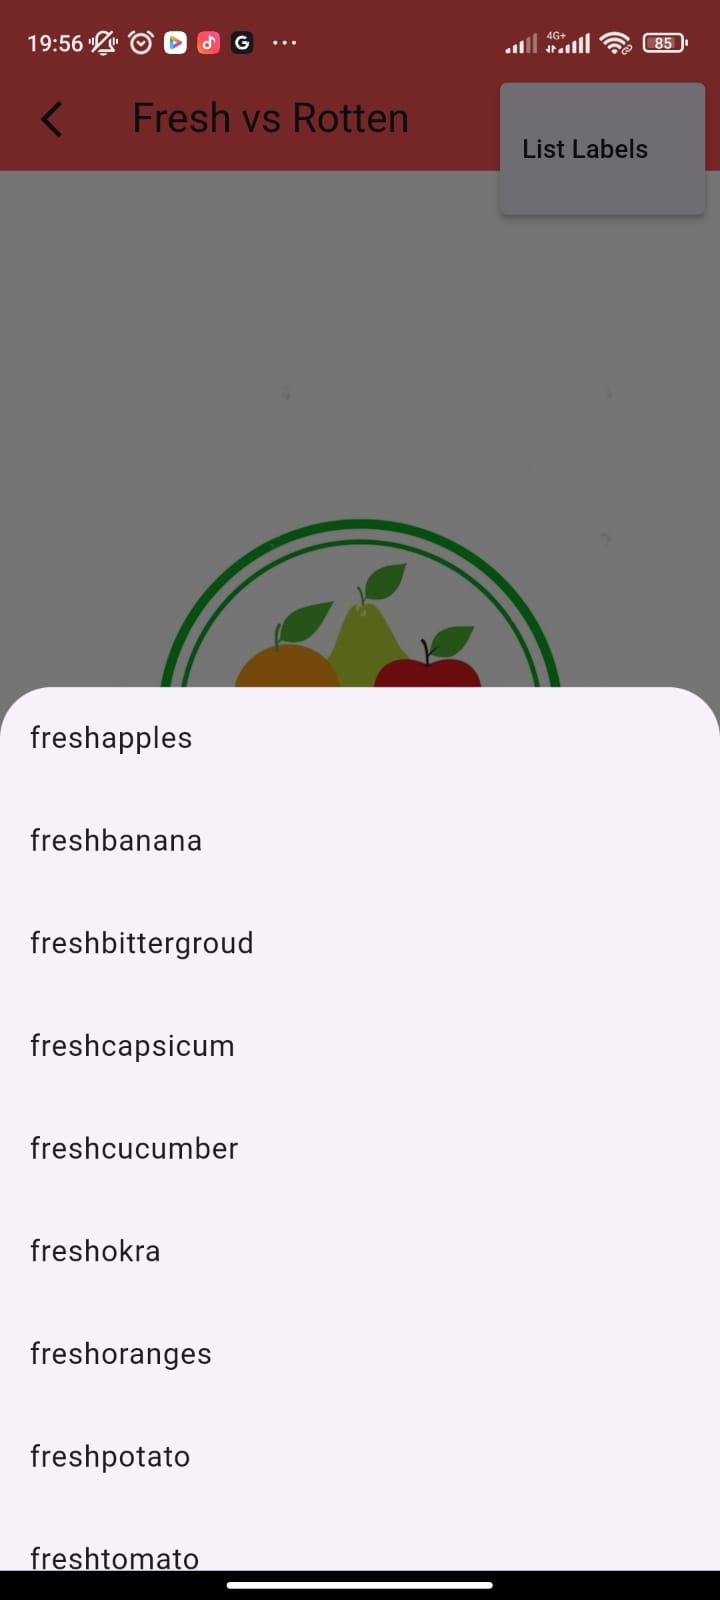 19:56
4G+
85
Fresh vs Rotten
List Labels
freshapples
freshbanana
freshbittergroud
freshcapsicum
freshcucumber
freshokra
freshoranges
freshpotato
freshtomato